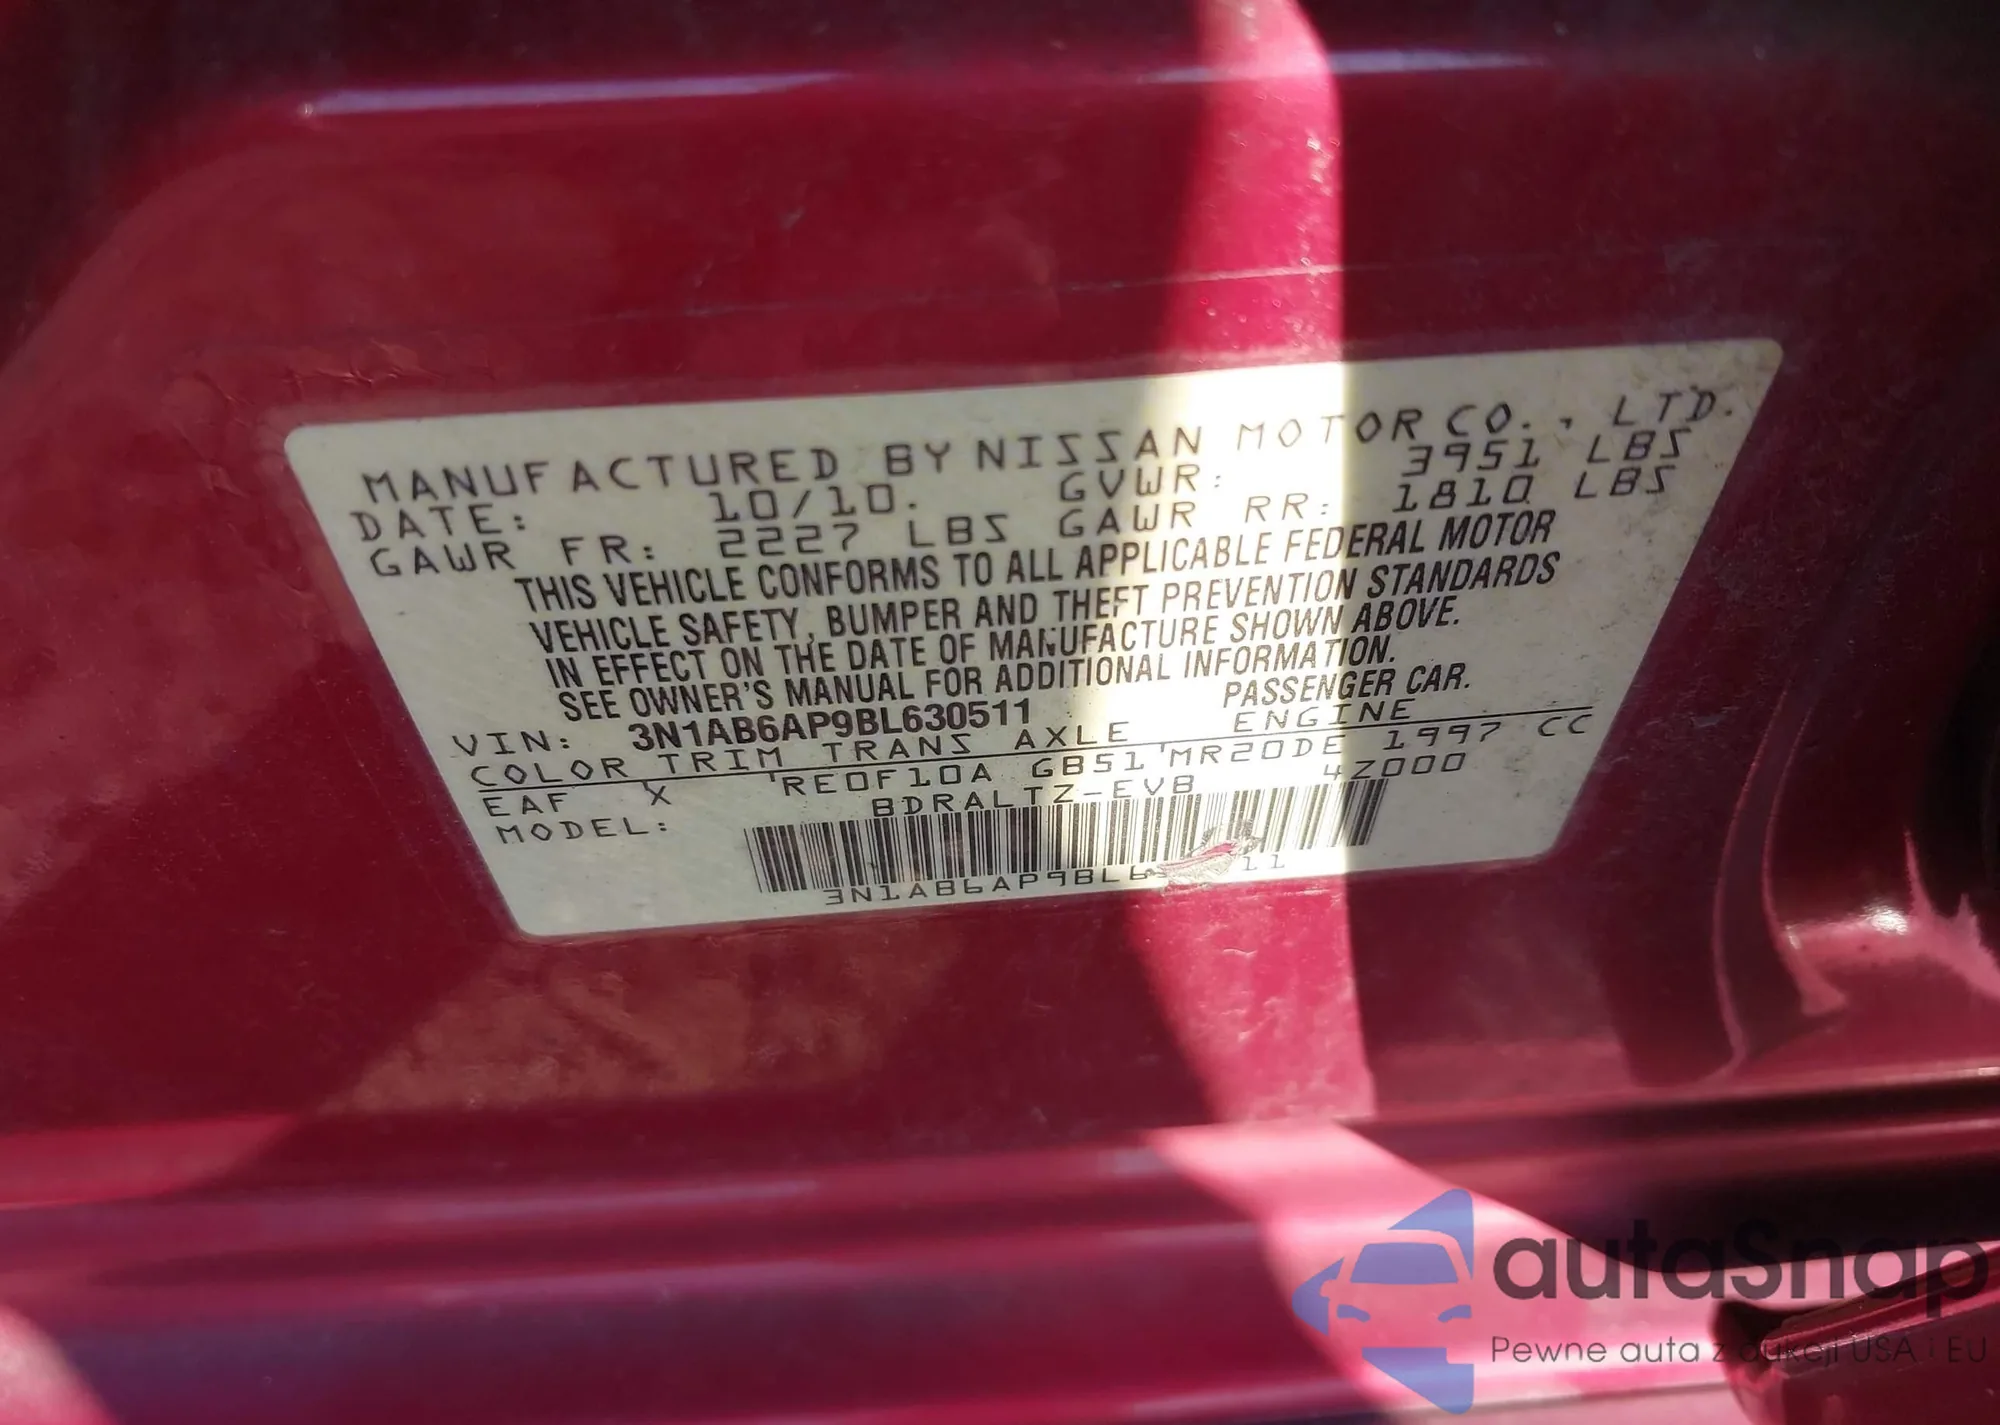 MANUFACTURED BY NISSAN MOTOR CO., LTD.
DATE: 10/10. GVWR: 3951 LBS
GAWR FR: 2227 LBS GAWR RR: 1810 LBS
THIS VEHICLE CONFORMS TO ALL APPLICABLE FEDERAL MOTOR
VEHICLE SAFETY, BUMPER AND THEFT PREVENTION STANDARDS
IN EFFECT ON THE DATE OF MANUFACTURE SHOWN ABOVE.
SEE OWNER'S MANUAL FOR ADDITIONAL INFORMATION.
VIN: 3N1AB6AP9BL630511 PASSENGER CAR.
COLOR TRIM TRANS AXLE ENGINE
EAF X RE0F10A GB51 MR20DE 1997 CC
MODEL: BDRALTZ-EVB 4Z000
3N1AB6AP9BL6 11
autaSnap
Pewne auta z aukcji USA i EU